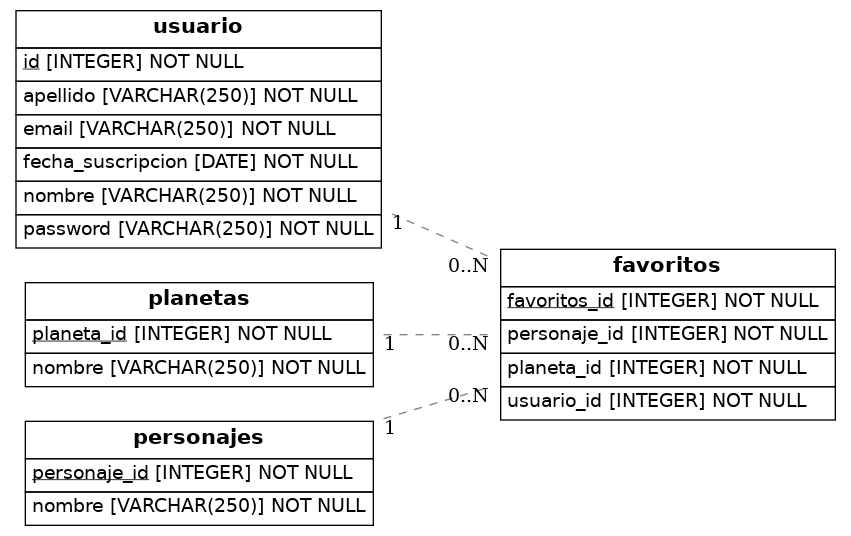 usuario
id [INTEGER] NOT NULL
apellido [VARCHAR(250)] NOT NULL
email [VARCHAR(250)] NOT NULL
fecha_suscripcion [DATE] NOT NULL
nombre [VARCHAR(250)] NOT NULL
password [VARCHAR(250)] NOT NULL
1
0..N
planetas
planeta_id [INTEGER] NOT NULL
nombre [VARCHAR(250)] NOT NULL
1
0..N
personajes
personaje_id [INTEGER] NOT NULL
nombre [VARCHAR(250)] NOT NULL
1
0..N
favoritos
favoritos_id [INTEGER] NOT NULL
personaje_id [INTEGER] NOT NULL
planeta_id [INTEGER] NOT NULL
usuario_id [INTEGER] NOT NULL